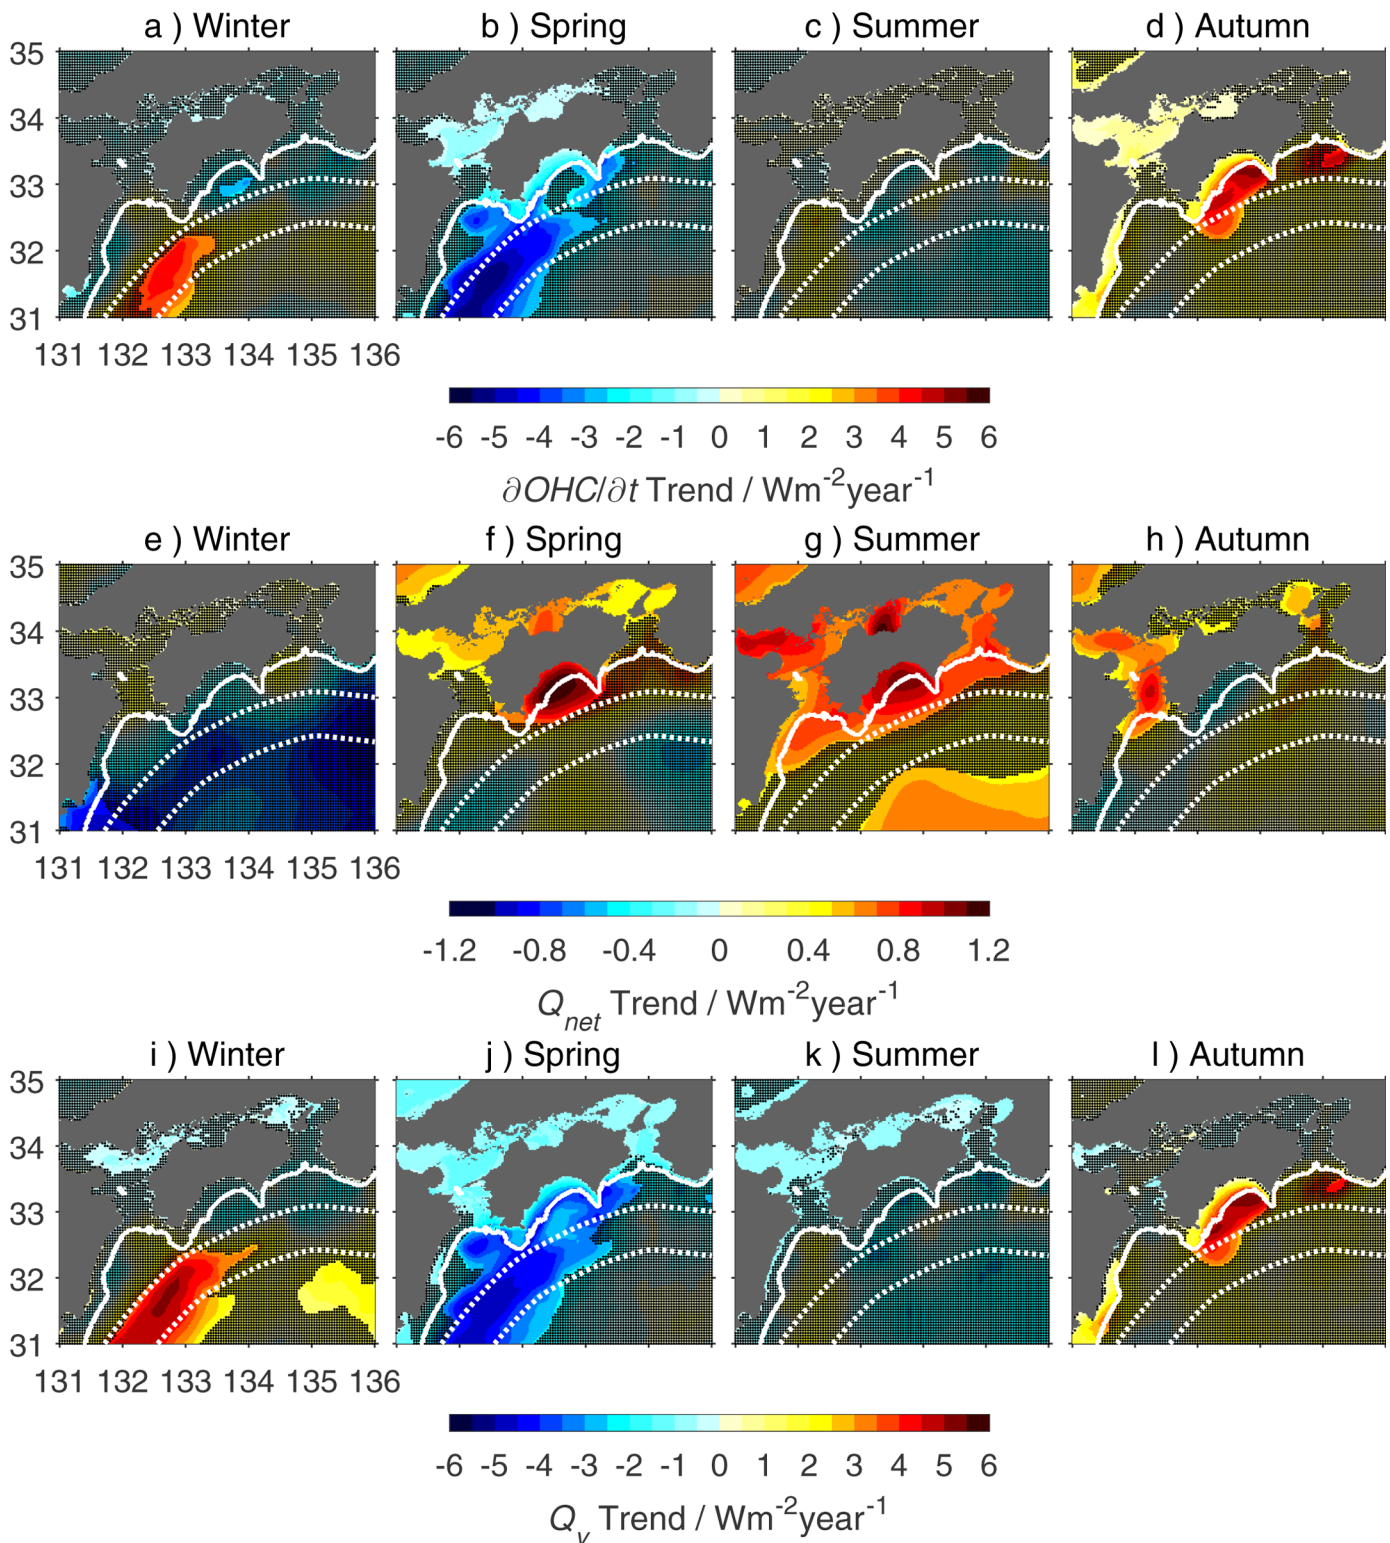 a ) Winter b ) Spring c ) Summer d ) Autumn
35
34
33
32
31
131 132 133 134 135 136
-6 -5 -4 -3 -2 -1 0 1 2 3 4 5 6
∂OHC/∂t Trend / Wm⁻²year⁻¹
e ) Winter f ) Spring g ) Summer h ) Autumn
35
34
33
32
31
131 132 133 134 135 136
-1.2 -0.8 -0.4 0 0.4 0.8 1.2
Q_net Trend / Wm⁻²year⁻¹
i ) Winter j ) Spring k ) Summer l ) Autumn
35
34
33
32
31
131 132 133 134 135 136
-6 -5 -4 -3 -2 -1 0 1 2 3 4 5 6
Q_v Trend / Wm⁻²year⁻¹